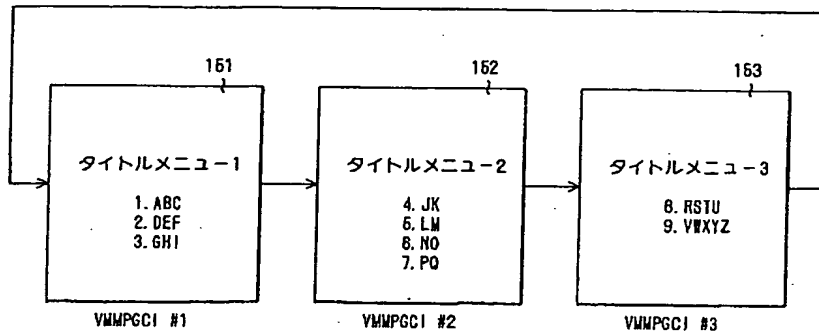 151
152
153
タイトルメニュー1
1. ABC
2. DEF
3. GHI
タイトルメニュー2
4. JK
5. LM
6. NO
7. PQ
タイトルメニュー3
8. RSTU
9. VWXYZ
VMMPGCI #1
VMMPGCI #2
VMMPGCI #3